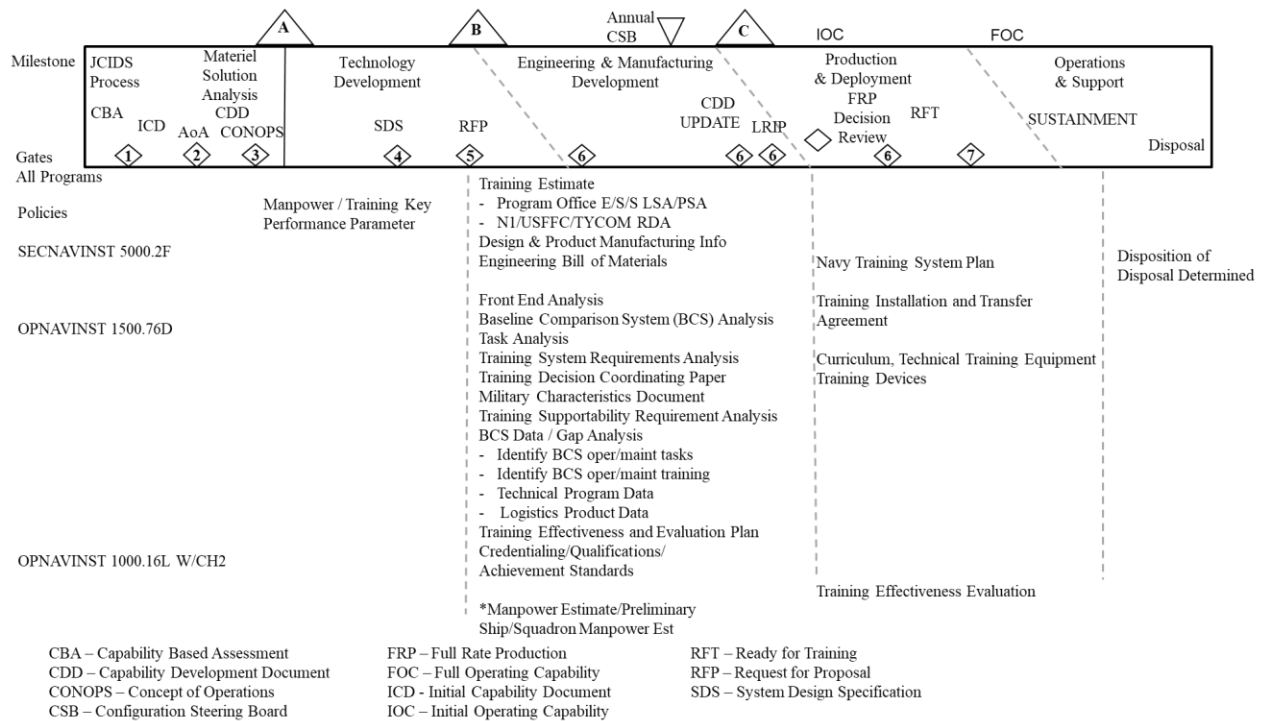 A
B
Annual
CSB
C
IOC
FOC
Milestone
JCIDS
Process
Materiel
Solution
Analysis
Technology
Development
Engineering & Manufacturing
Development
Production
& Deployment
Operations
& Support
CBA
ICD
AoA
CDD
CONOPS
SDS
RFP
CDD
UPDATE
LRIP
FRP
Decision
Review
RFT
SUSTAINMENT
Disposal
Gates
1
2
3
4
5
6
6
6
6
7
All Programs
Policies
Manpower / Training Key
Performance Parameter
Training Estimate
- Program Office E/S/S LSA/PSA
- N1/USFFC/TYCOM RDA
Design & Product Manufacturing Info
Engineering Bill of Materials
SECNAVINST 5000.2F
Navy Training System Plan
Disposition of
Disposal Determined
Front End Analysis
Baseline Comparison System (BCS) Analysis
Task Analysis
Training System Requirements Analysis
Training Decision Coordinating Paper
Military Characteristics Document
Training Supportability Requirement Analysis
BCS Data / Gap Analysis
- Identify BCS oper/maint tasks
- Identify BCS oper/maint training
- Technical Program Data
- Logistics Product Data
Training Effectiveness and Evaluation Plan
Credentialing/Qualifications/
Achievement Standards
OPNAVINST 1500.76D
Training Installation and Transfer
Agreement
Curriculum, Technical Training Equipment
Training Devices
OPNAVINST 1000.16L W/CH2
Training Effectiveness Evaluation
*Manpower Estimate/Preliminary
Ship/Squadron Manpower Est
CBA – Capability Based Assessment
CDD – Capability Development Document
CONOPS – Concept of Operations
CSB – Configuration Steering Board
FRP – Full Rate Production
FOC – Full Operating Capability
ICD - Initial Capability Document
IOC – Initial Operating Capability
RFT – Ready for Training
RFP – Request for Proposal
SDS – System Design Specification